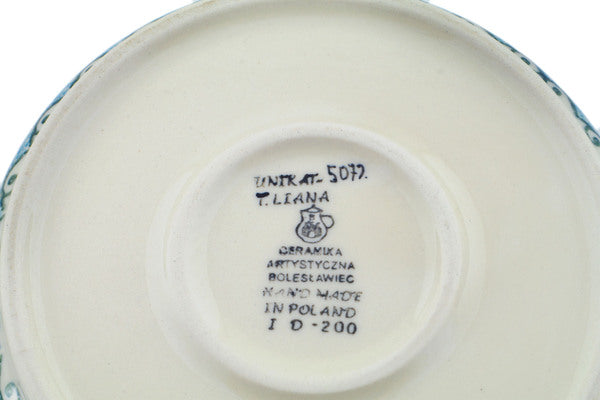 UNIKAT-5072.
T. LIANA
CERAMIKA
ARTYSTYCZNA
BOLESŁAWIEC
HAND MADE
IN POLAND
I D-200